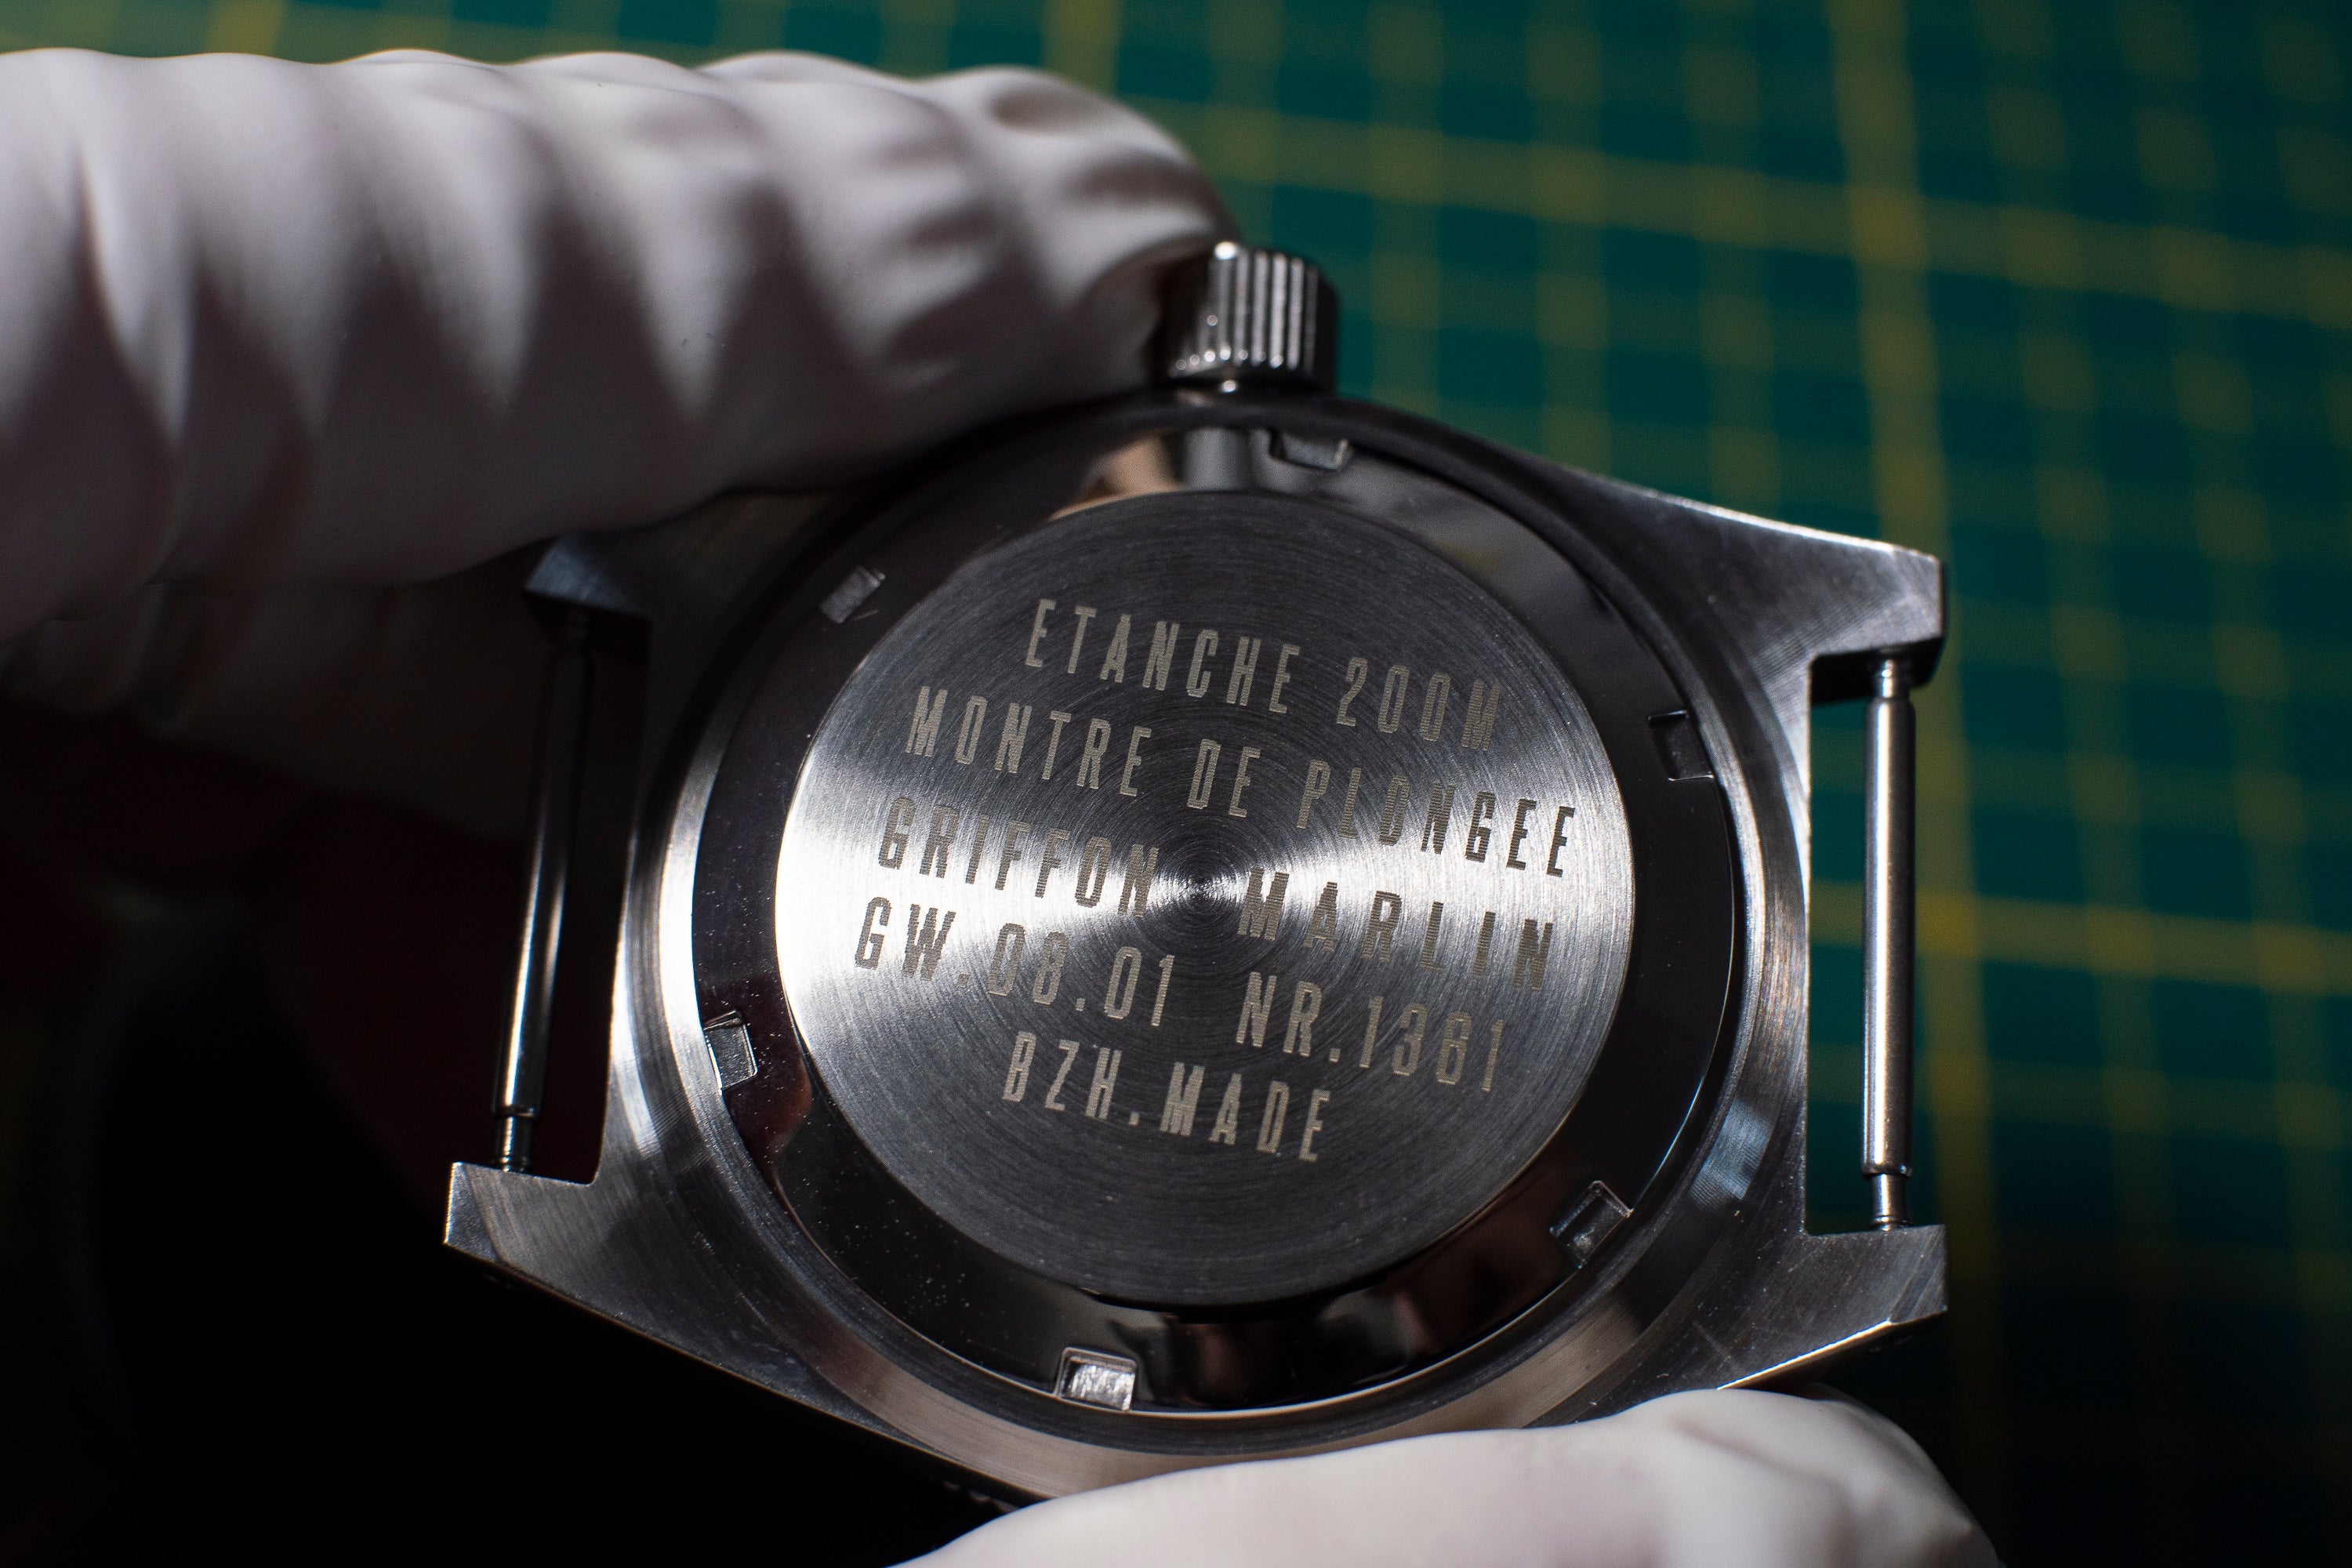 ETANCHE 200M
MONTRE DE PLONGEE
GRIFFON MARLIN
GW.08.01 NR.1361
BZH.MADE